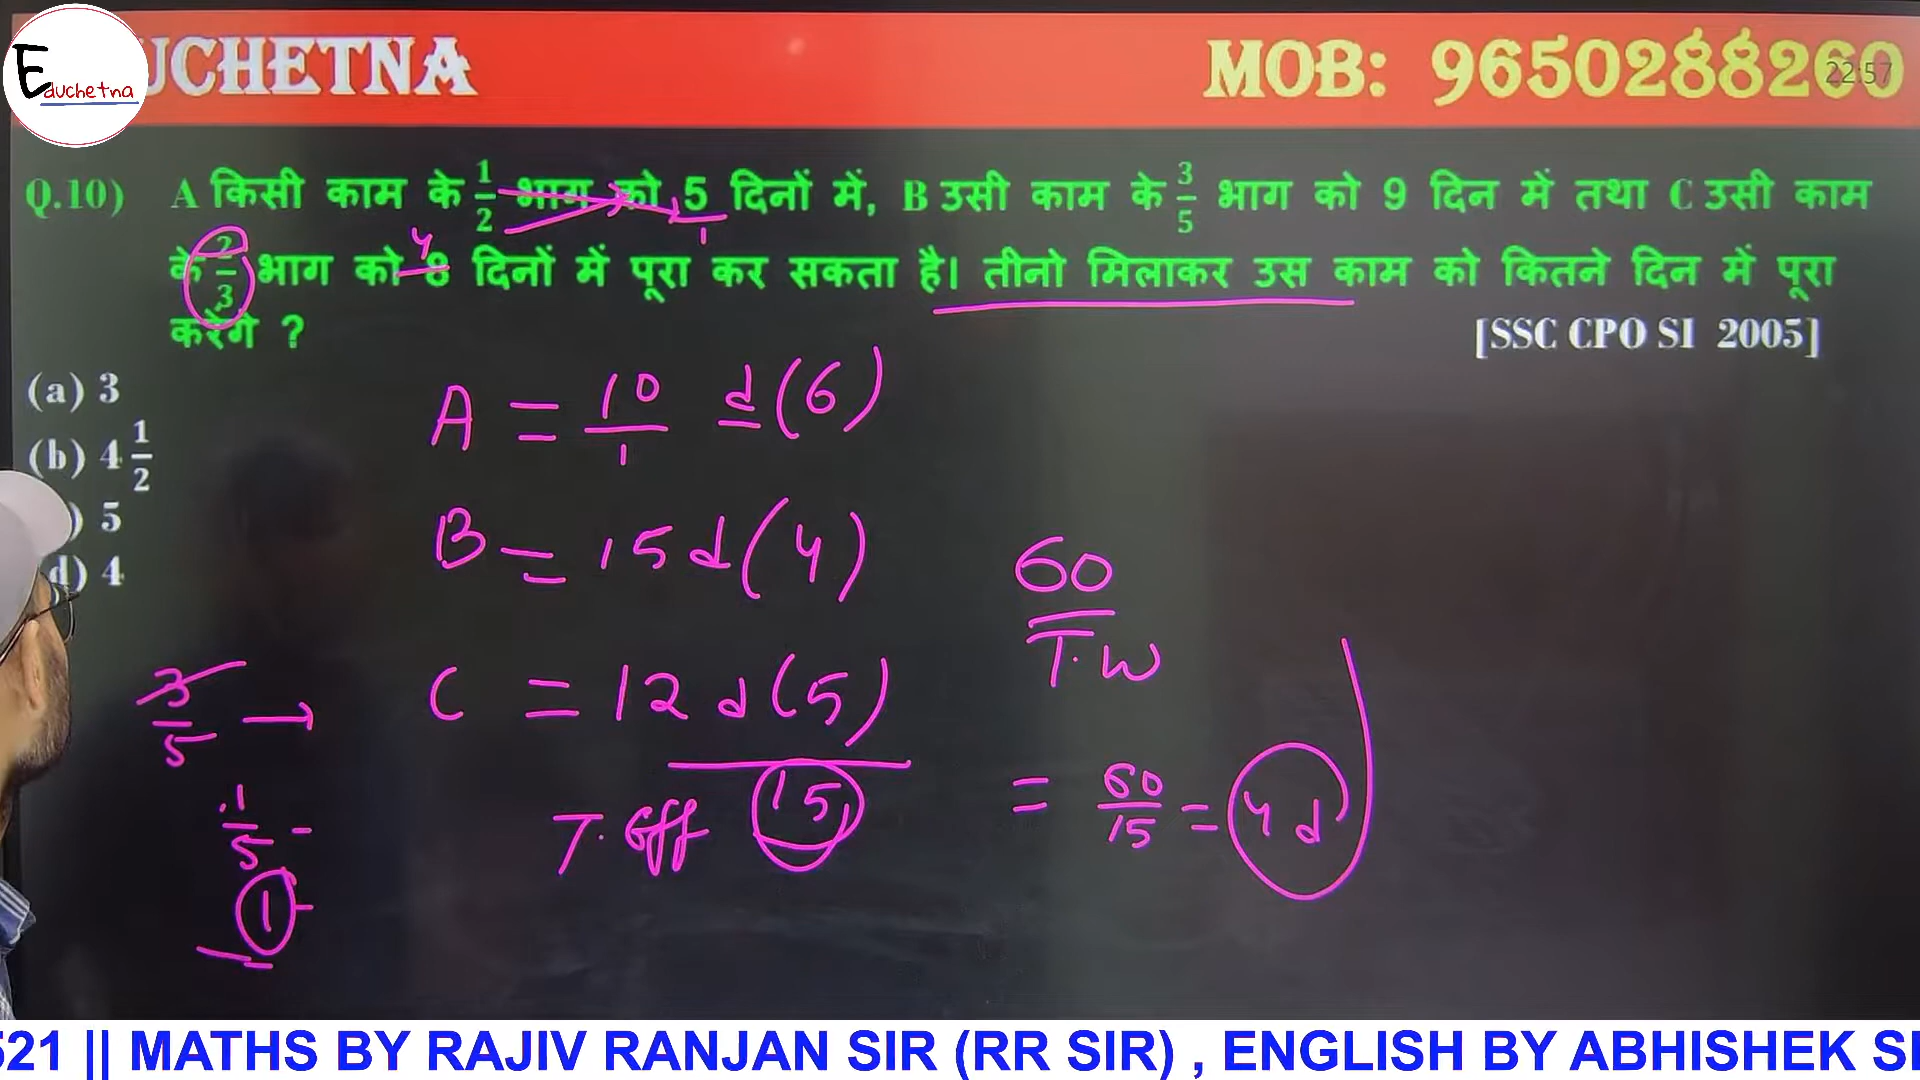 Educhetna
UCHETNA
MOB: 9650288260
22:57
Q.10) A किसी काम के 1/2 भाग को 5 दिनों में, B उसी काम के 3/5 भाग को 9 दिन में तथा C उसी काम
1
के 2/3 भाग को 8 दिनों में पूरा कर सकता है। तीनो मिलाकर उस काम को कितने दिन में पूरा
4
करेंगे ?
[SSC CPO SI 2005]
(a) 3
(b) 4 1/2
) 5
d) 4
A = 10/1 d (6)
B = 15 d (4)
C = 12 d (5)
T. eff 15
60
T.W
= 60/15 = 4 d
3/5 →
1/5 -
1 -
521 || MATHS BY RAJIV RANJAN SIR (RR SIR) , ENGLISH BY ABHISHEK SI